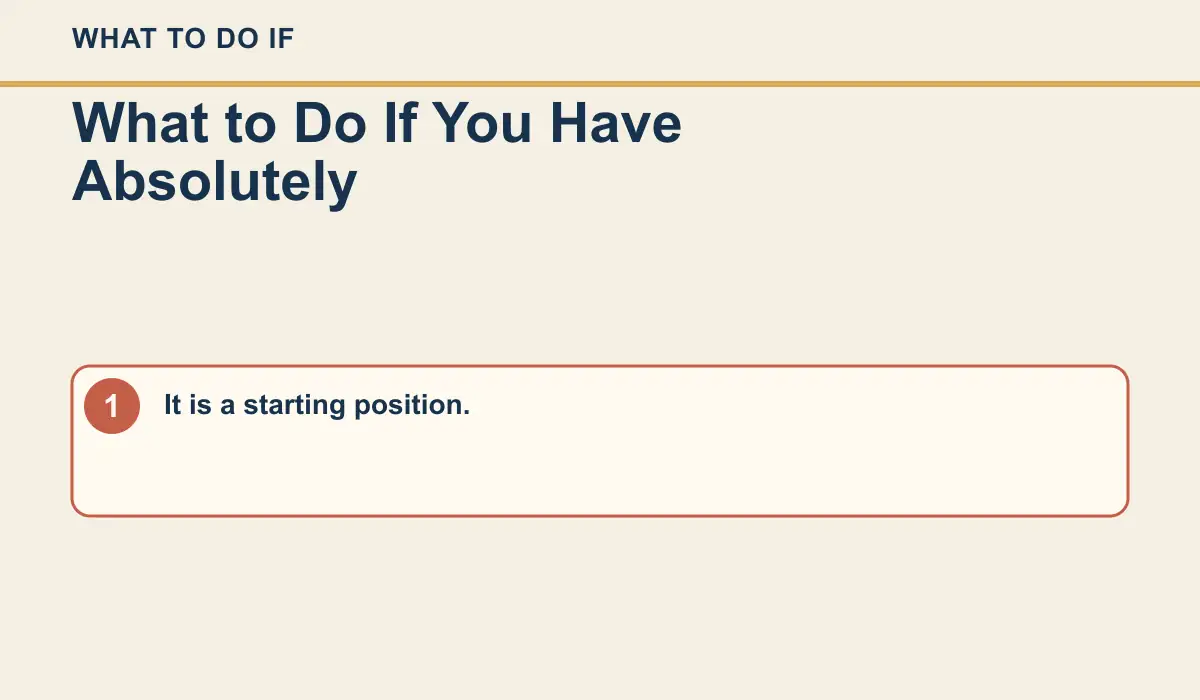 WHAT TO DO IF
What to Do If You Have
Absolutely
1 It is a starting position.